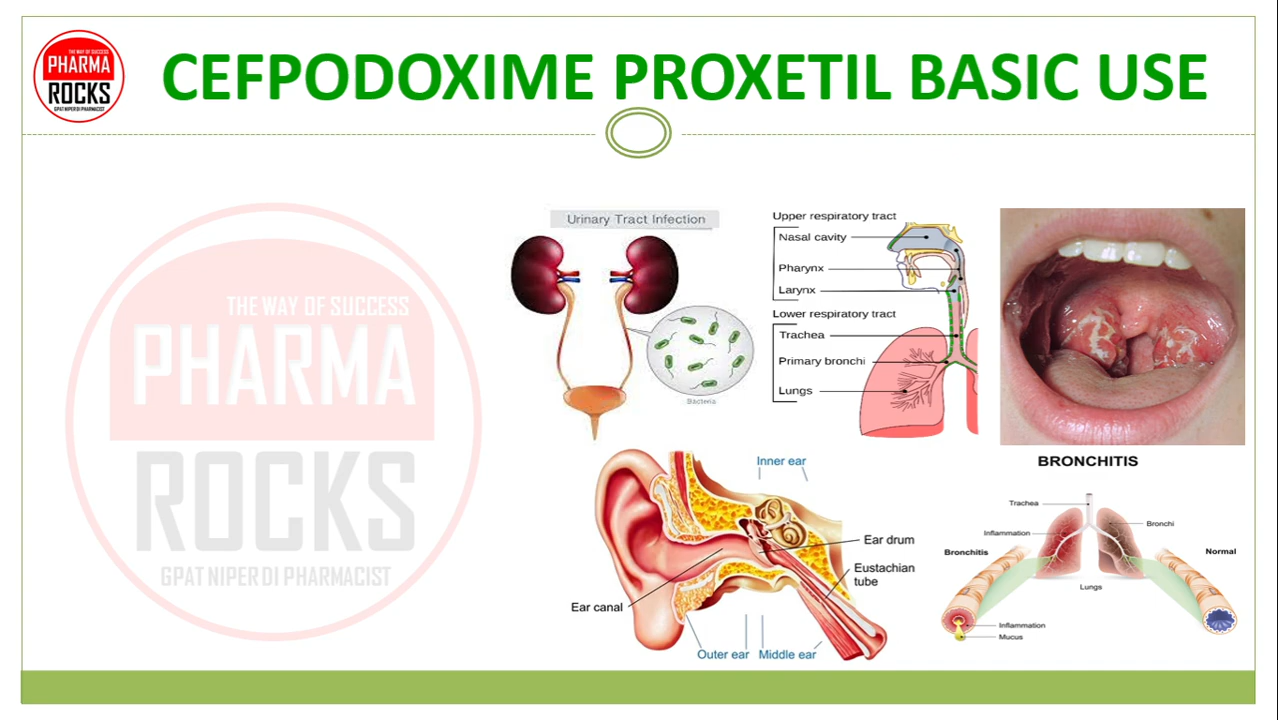 THE WAY OF SUCCESS
PHARMA
ROCKS
GPAT NIPER DI PHARMACIST
CEFPODOXIME PROXETIL BASIC USE
THE WAY OF SUCCESS
PHARMA
ROCKS
GPAT NIPER DI PHARMACIST
Urinary Tract Infection
Bacteria
Upper respiratory tract
Nasal cavity
Pharynx
Larynx
Lower respiratory tract
Trachea
Primary bronchi
Lungs
Inner ear
Ear drum
Eustachian
tube
Ear canal
Outer ear
Middle ear
BRONCHITIS
Trachea
Bronchi
Inflammation
Bronchitis
Normal
Lungs
Inflammation
Mucus